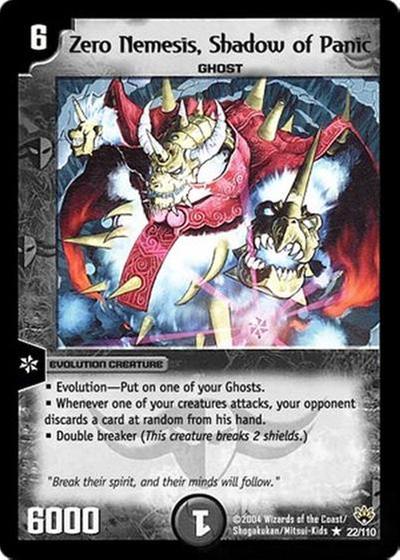 6
Zero Nemesis, Shadow of Panic
GHOST
EVOLUTION CREATURE
▪ Evolution—Put on one of your Ghosts.
▪ Whenever one of your creatures attacks, your opponent
discards a card at random from his hand.
▪ Double breaker (This creature breaks 2 shields.)
"Break their spirit, and their minds will follow."
6000
1
©2004 Wizards of the Coast/
Shogakukan/Mitsui-Kids ★ 22/110